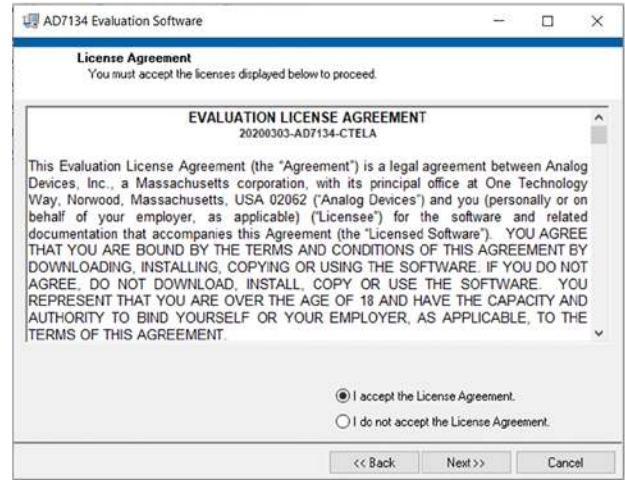 AD7134 Evaluation Software
License Agreement
You must accept the licenses displayed below to proceed.
EVALUATION LICENSE AGREEMENT
20200303-AD7134-CTELA
This Evaluation License Agreement (the “Agreement”) is a legal agreement between Analog
Devices, Inc., a Massachusetts corporation, with its principal office at One Technology
Way, Norwood, Massachusetts, USA 02062 (“Analog Devices”) and you (personally or on
behalf of your employer, as applicable) (“Licensee”) for the software and related
documentation that accompanies this Agreement (the “Licensed Software”). YOU AGREE
THAT YOU ARE BOUND BY THE TERMS AND CONDITIONS OF THIS AGREEMENT BY
DOWNLOADING, INSTALLING, COPYING OR USING THE SOFTWARE. IF YOU DO NOT
AGREE, DO NOT DOWNLOAD, INSTALL, COPY OR USE THE SOFTWARE. YOU
REPRESENT THAT YOU ARE OVER THE AGE OF 18 AND HAVE THE CAPACITY AND
AUTHORITY TO BIND YOURSELF OR YOUR EMPLOYER, AS APPLICABLE, TO THE
TERMS OF THIS AGREEMENT.
I accept the License Agreement.
I do not accept the License Agreement.
<< Back Next >> Cancel